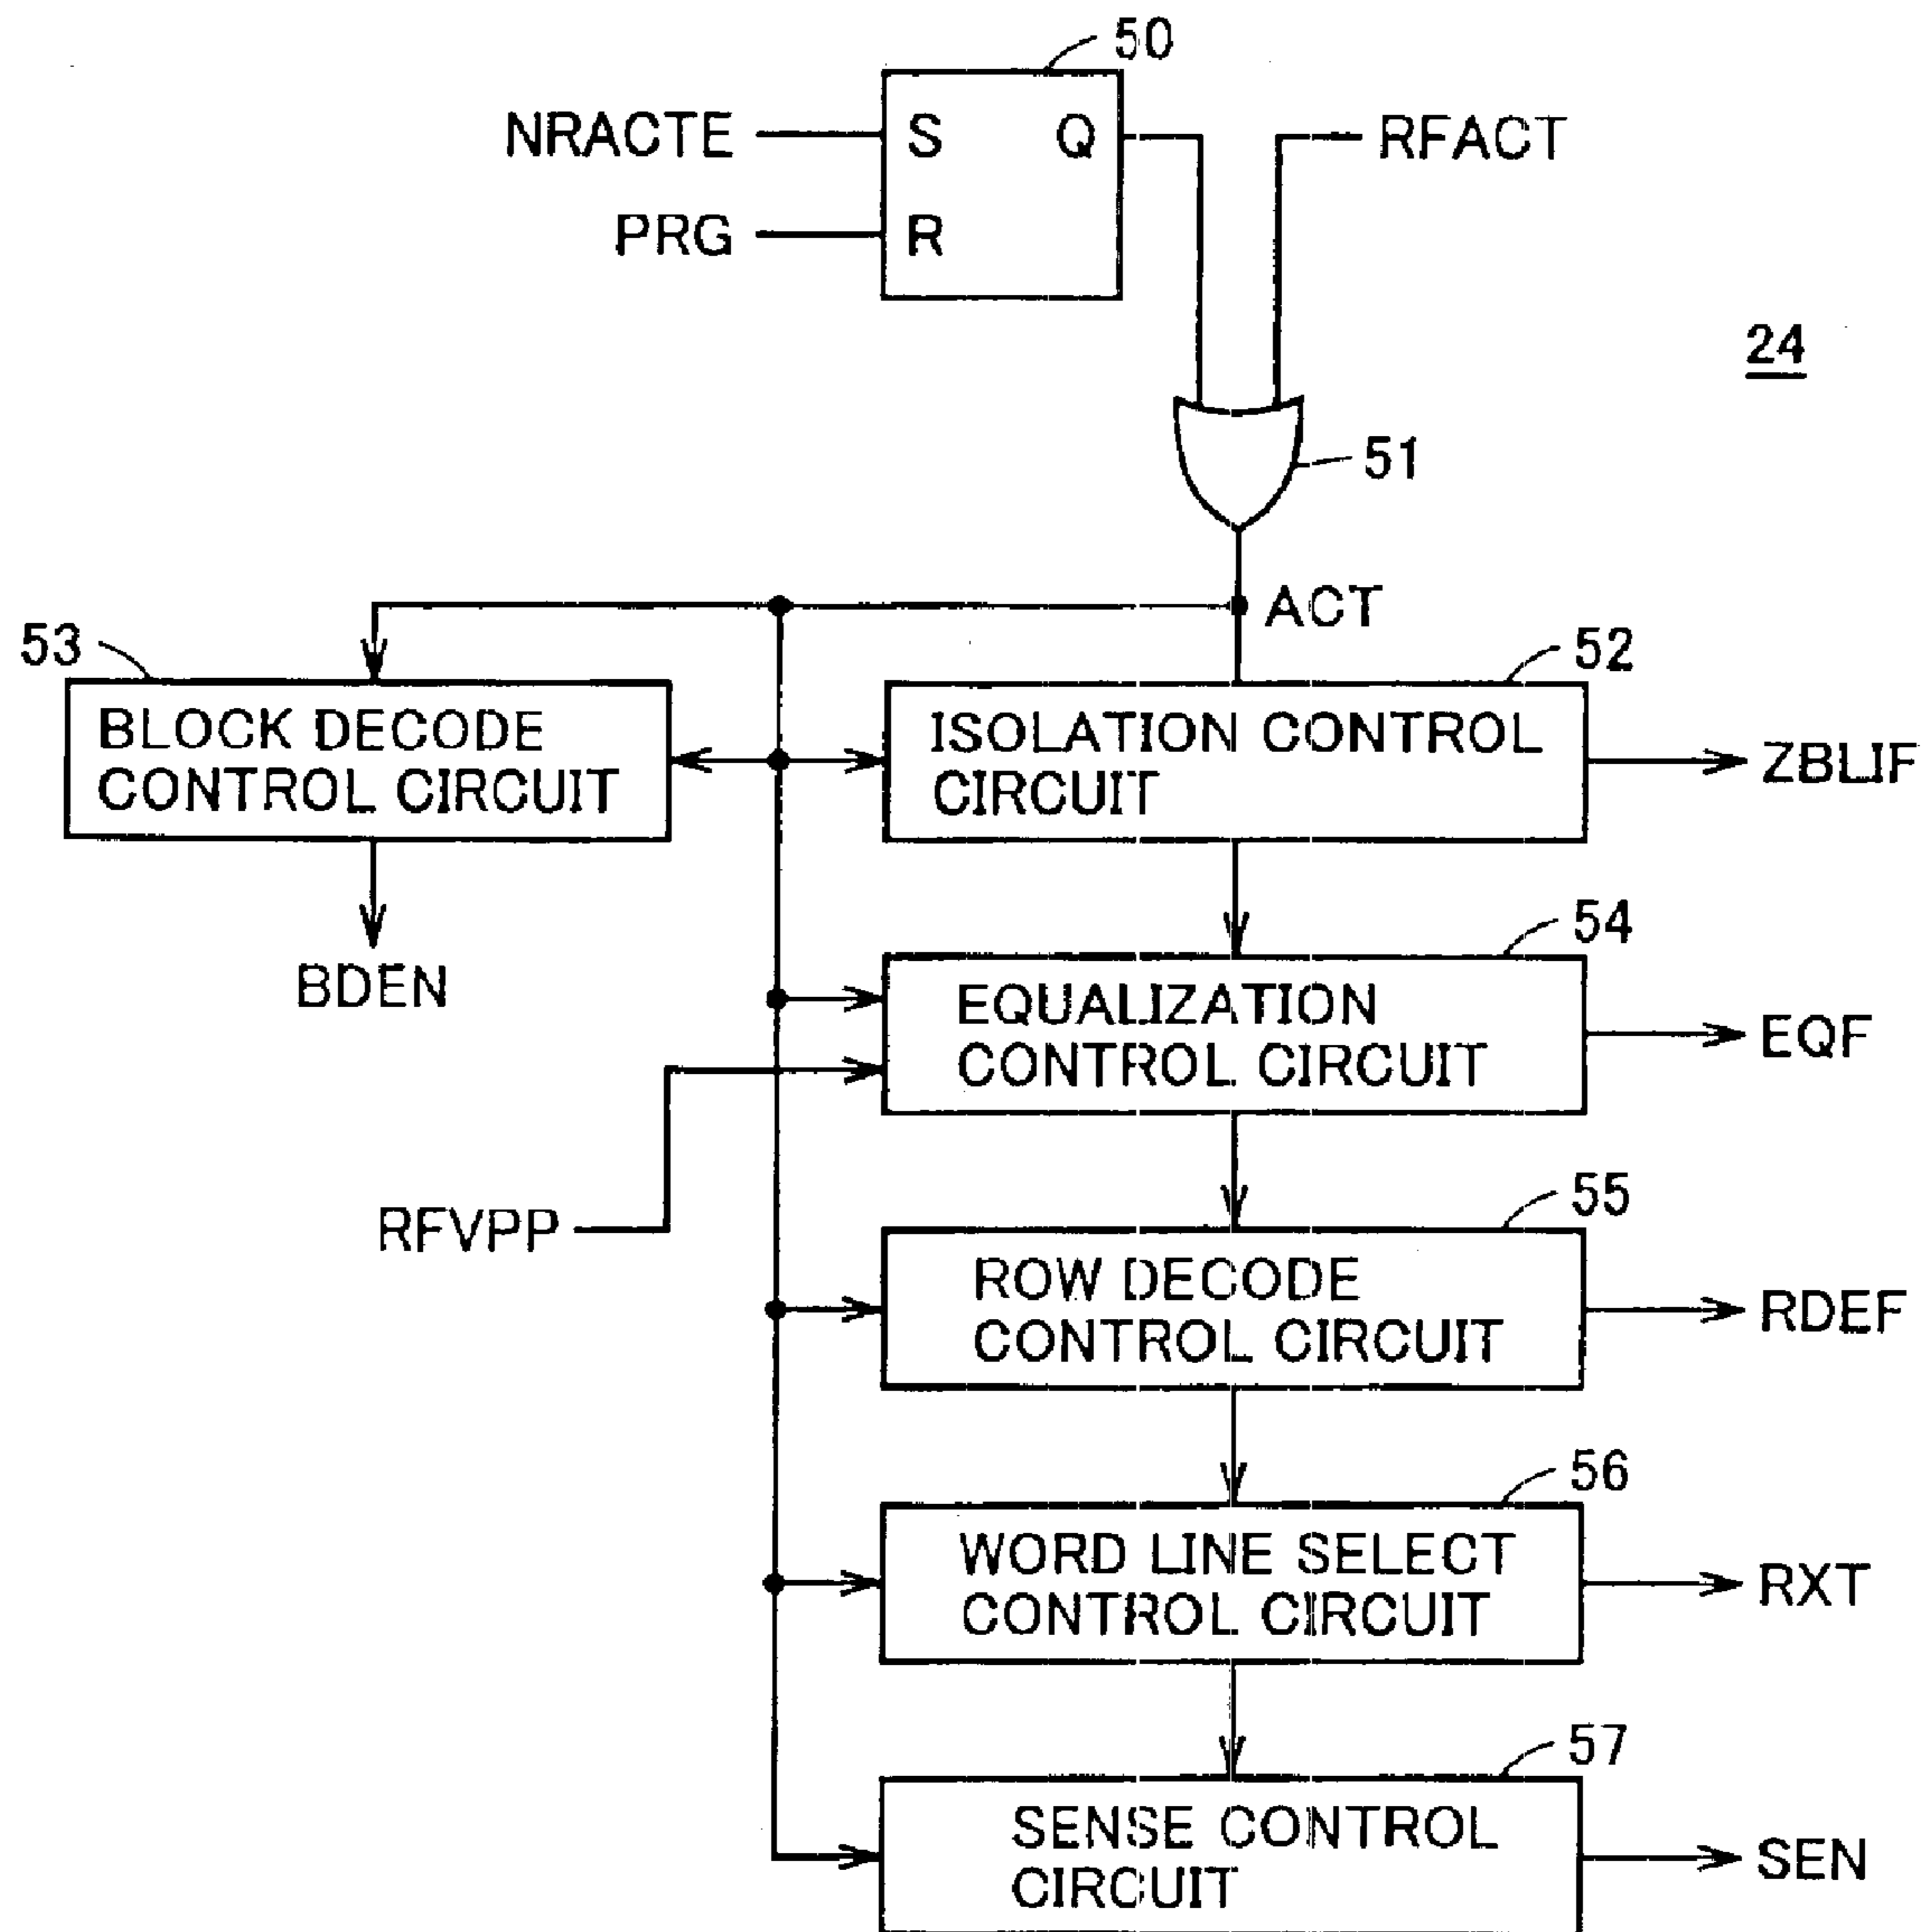 50
NRACTE
S
Q
RFACT
PRG
R
24
51
ACT
53
52
BLOCK DECODE
CONTROL CIRCUIT
ISOLATION CONTROL
CIRCUIT
ZBLIF
54
BDEN
EQUALIZATION
CONTROL CIRCUIT
EQF
RFVPP
55
ROW DECODE
CONTROL CIRCUIT
RDEF
56
WORD LINE SELECT
CONTROL CIRCUIT
RXT
57
SENSE CONTROL
CIRCUIT
SEN